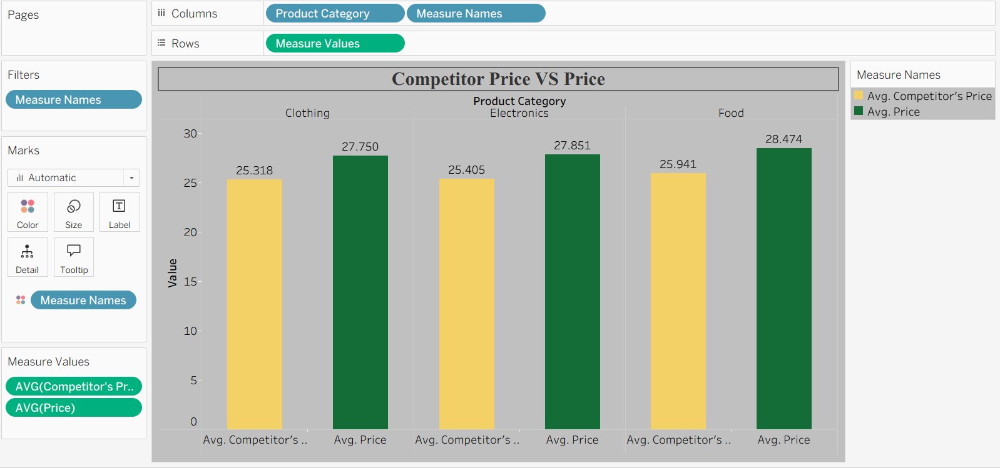 Pages
Columns
Product Category
Measure Names
Rows
Measure Values
Filters
Measure Names
Marks
Automatic
Color
Size
Label
Detail
Tooltip
Measure Names
Measure Values
AVG(Competitor's Pr..
AVG(Price)
Competitor Price VS Price
Product Category
Clothing
Electronics
Food
Value
30
25
20
15
10
5
0
25.318
27.750
25.405
27.851
25.941
28.474
Avg. Competitor’s ..
Avg. Price
Avg. Competitor’s ..
Avg. Price
Avg. Competitor’s ..
Avg. Price
Measure Names
Avg. Competitor’s Price
Avg. Price